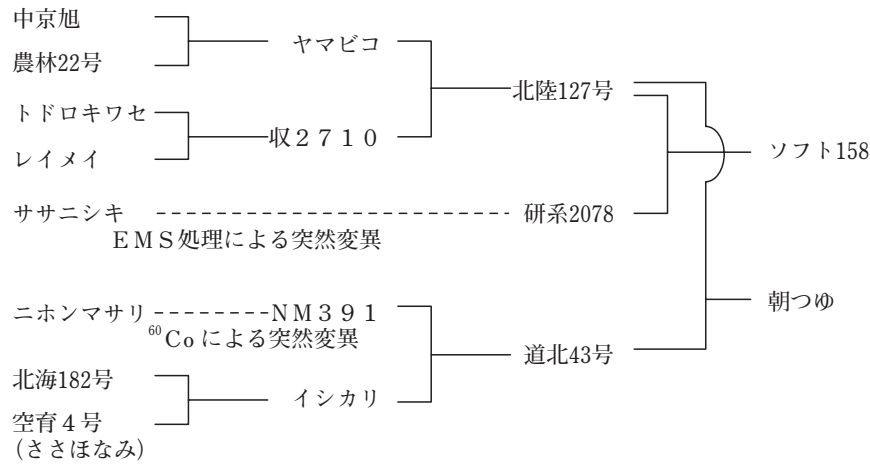 中京旭
ヤマビコ
農林22号
北陸127号
トドロキワセ
収２７１０
レイメイ
ソフト158
ササニシキ
研系2078
ＥＭＳ処理による突然変異
ニホンマサリ
ＮＭ３９１
朝つゆ
⁶⁰Coによる突然変異
道北43号
北海182号
イシカリ
空育４号
(ささほなみ)